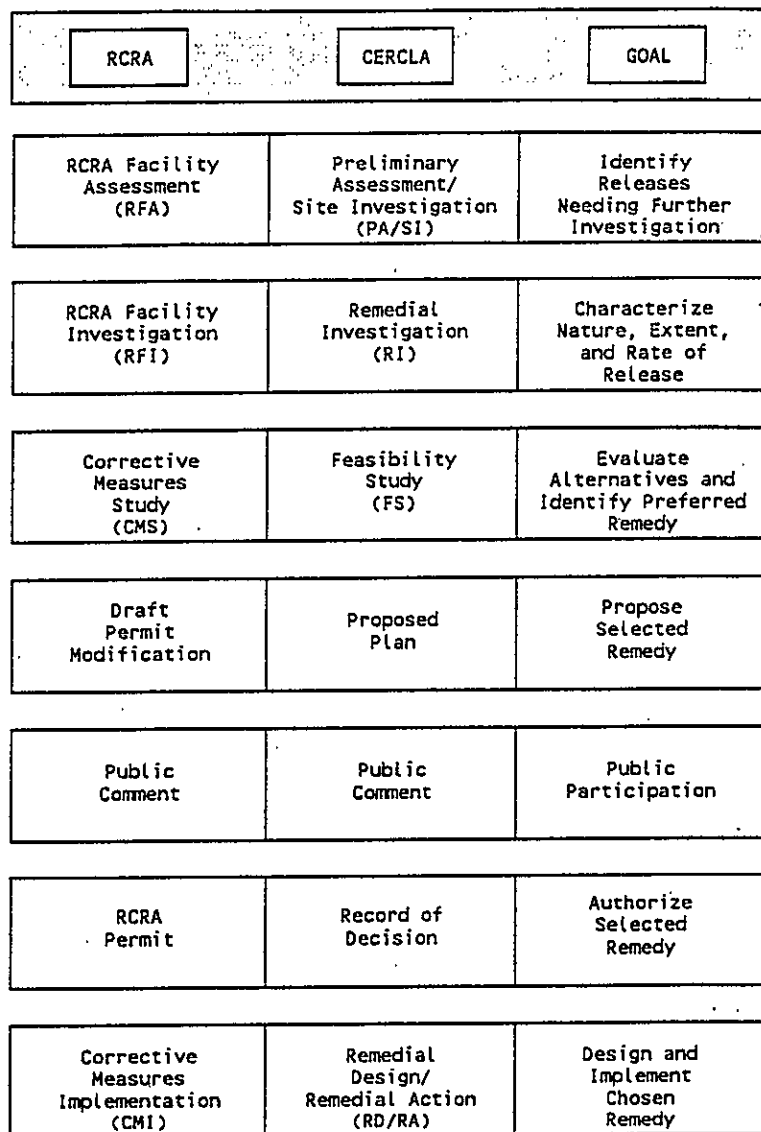 RCRA
CERCLA
GOAL
RCRA Facility
Assessment
(RFA)
Preliminary
Assessment/
Site Investigation
(PA/SI)
Identify
Releases
Needing Further
Investigation
RCRA Facility
Investigation
(RFI)
Remedial
Investigation
(RI)
Characterize
Nature, Extent,
and Rate of
Release
Corrective
Measures
Study
(CMS)
Feasibility
Study
(FS)
Evaluate
Alternatives and
Identify Preferred
Remedy
Draft
Permit
Modification
Proposed
Plan
Propose
Selected
Remedy
Public
Comment
Public
Comment
Public
Participation
RCRA
Permit
Record of
Decision
Authorize
Selected
Remedy
Corrective
Measures
Implementation
(CMI)
Remedial
Design/
Remedial Action
(RD/RA)
Design and
Implement
Chosen
Remedy